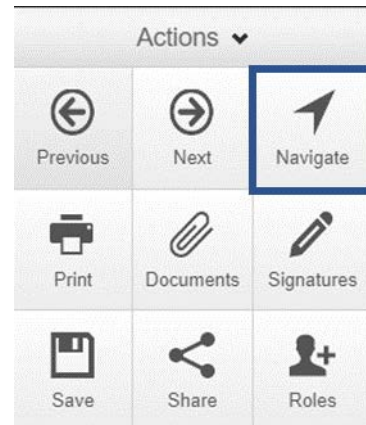 Actions
Previous Next Navigate
Print Documents Signatures
Save Share Roles